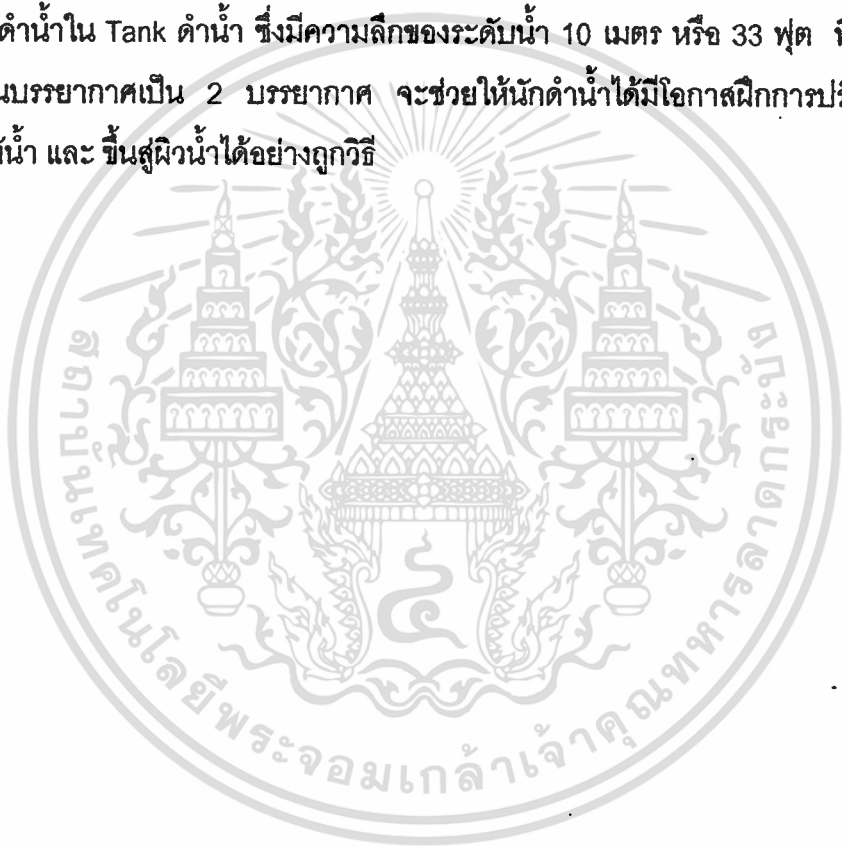 ดำน้ำใน Tank ดำน้ำ ซึ่งมีความลึกของระดับน้ำ 10 เมตร หรือ 33 ฟุต
นบรรยากาศเป็น 2 บรรยากาศ จะช่วยให้นักดำน้ำได้มีโอกาสฝึกการปรั
น้ำ และ ขึ้นสู่ผิวน้ำได้อย่างถูกวิธี
สถาบันเทคโนโลยีพระจอมเกล้าเจ้าคุณทหารลาดกระบัง